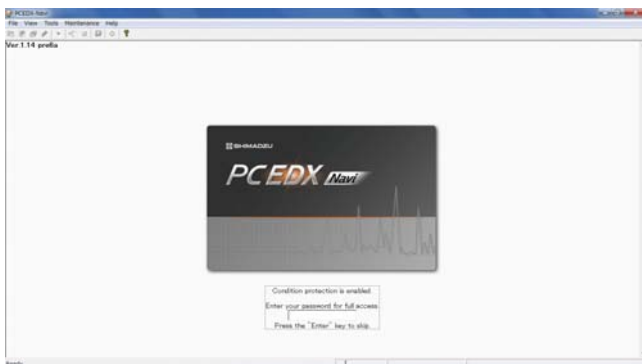 PCEDX-Navi
File View Tools Maintenance Help
Ver 1.14 prelia
SHIMADZU
PCEDX Navi
Condition protection is enabled.
Enter your password for full access.
Press the "Enter" key to skip.